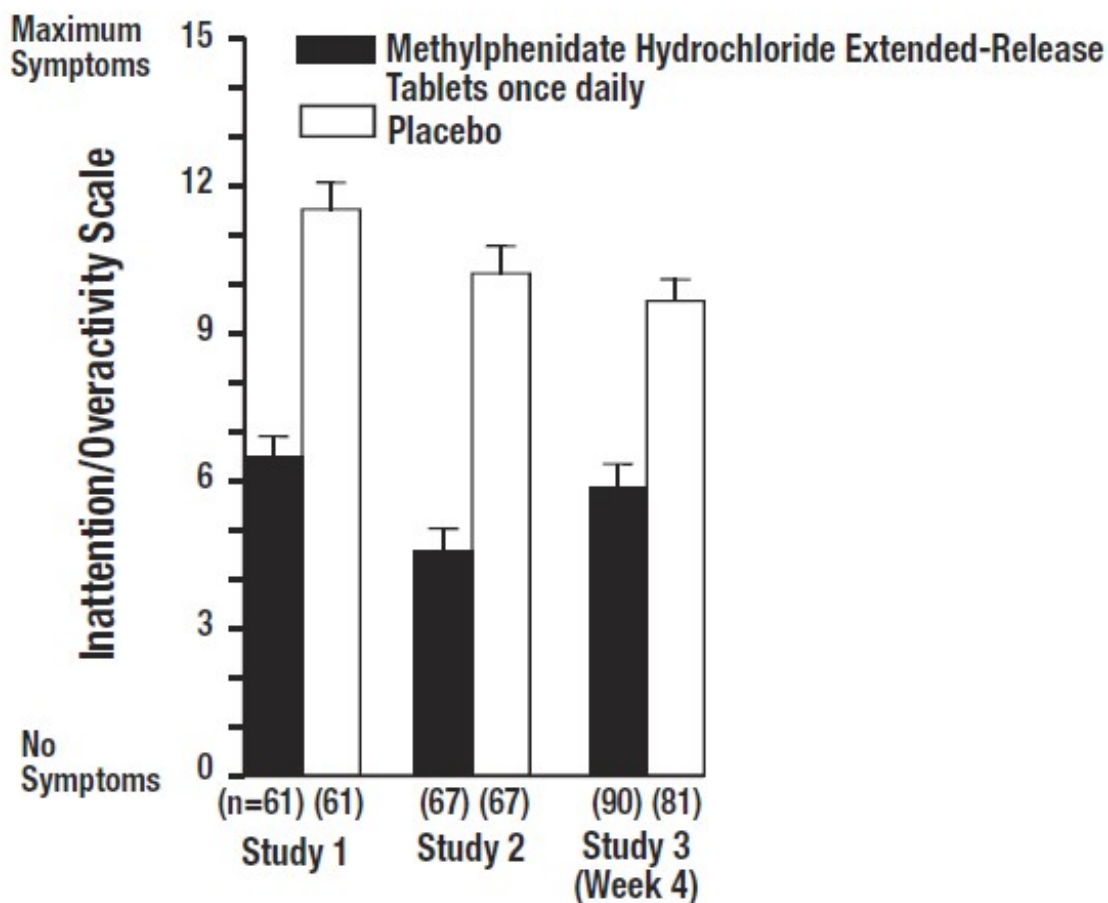 Maximum
Symptoms
15
Methylphenidate Hydrochloride Extended-Release
Tablets once daily
Placebo
12
9
6
3
0
Inattention/Overactivity Scale
No
Symptoms
(n=61) (61)
Study 1
(67) (67)
Study 2
(90) (81)
Study 3
(Week 4)